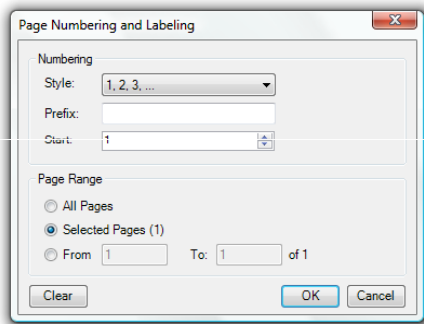 Page Numbering and Labeling
Numbering
Style: 1, 2, 3, ...
Prefix:
Start: 1
Page Range
All Pages
Selected Pages (1)
From 1 To: 1 of 1
Clear OK Cancel